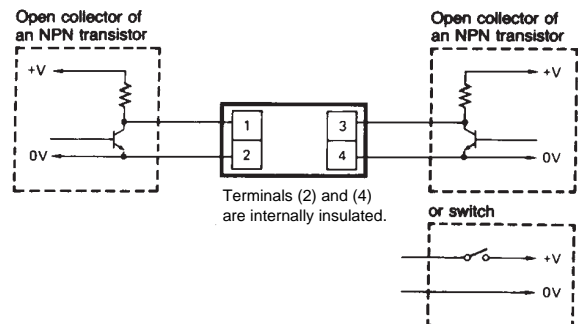 Open collector of
an NPN transistor
+V
0V
1
2
3
4
Terminals (2) and (4)
are internally insulated.
Open collector of
an NPN transistor
+V
0V
or switch
+V
0V